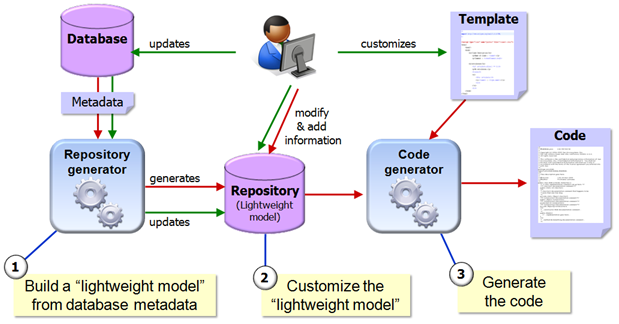 Database
updates
customizes
Template
Metadata
modify
& add
information
Code
Repository
generator
generates
updates
Repository
(Lightweight
model)
Code
generator
1
Build a “lightweight model”
from database metadata
2
Customize the
“lightweight model”
3
Generate
the code